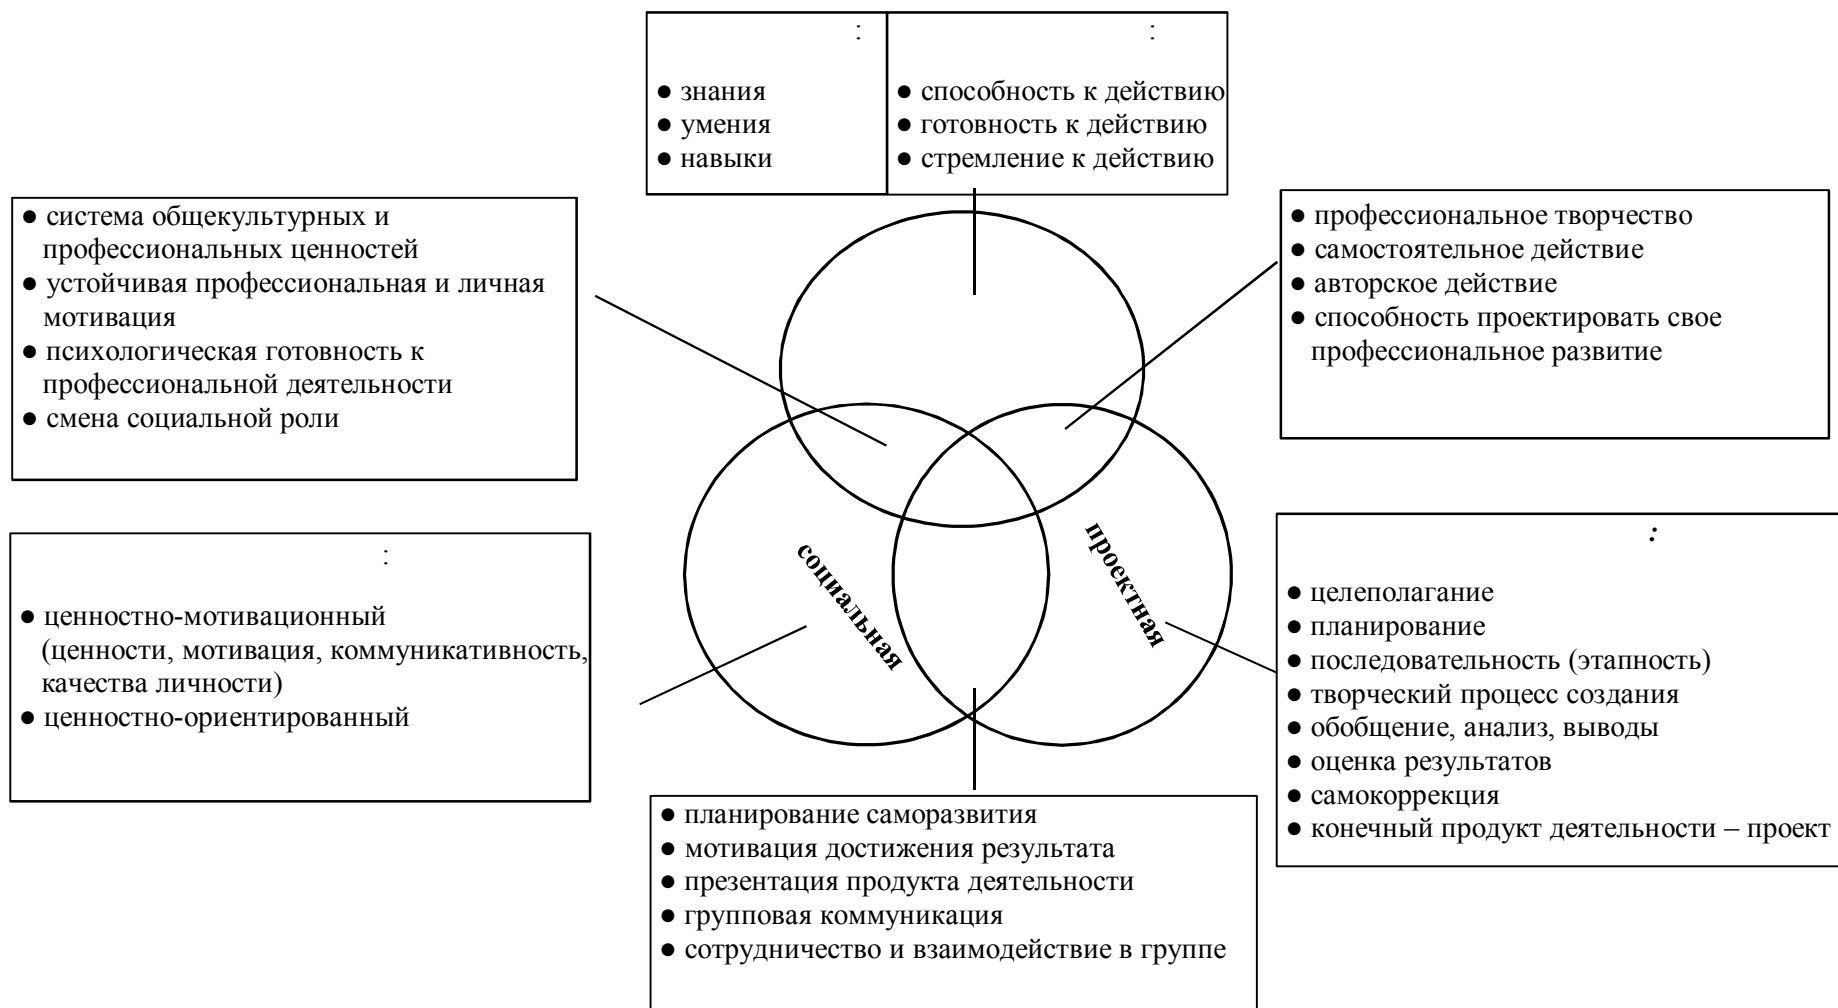 :
● знания
● умения
● навыки
:
● способность к действию
● готовность к действию
● стремление к действию
● система общекультурных и
профессиональных ценностей
● устойчивая профессиональная и личная
мотивация
● психологическая готовность к
профессиональной деятельности
● смена социальной роли
● профессиональное творчество
● самостоятельное действие
● авторское действие
● способность проектировать свое
профессиональное развитие
:
● ценностно-мотивационный
(ценности, мотивация, коммуникативность,
качества личности)
● ценностно-ориентированный
социальная
проектная
:
● целеполагание
● планирование
● последовательность (этапность)
● творческий процесс создания
● обобщение, анализ, выводы
● оценка результатов
● самокоррекция
● конечный продукт деятельности – проект
● планирование саморазвития
● мотивация достижения результата
● презентация продукта деятельности
● групповая коммуникация
● сотрудничество и взаимодействие в группе